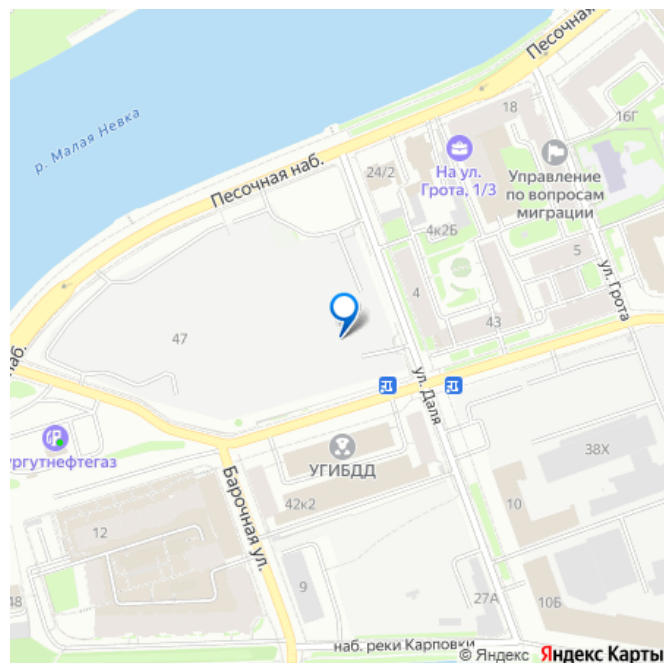 Песочная
18
16Г
р. Малая Невка
Песочная наб.
24/2
На ул.
Грота, 1/3
Управление
по вопросам
миграции
4к2Б
5
ул. Грота
4
43
47
наб.
ул. Даля
ургутнефтегаз
УГИБДД
38Х
Барочная ул.
42к2
10
12
9
48
27А
10Б
наб. реки Карповки
© Яндекс Яндекс Карты